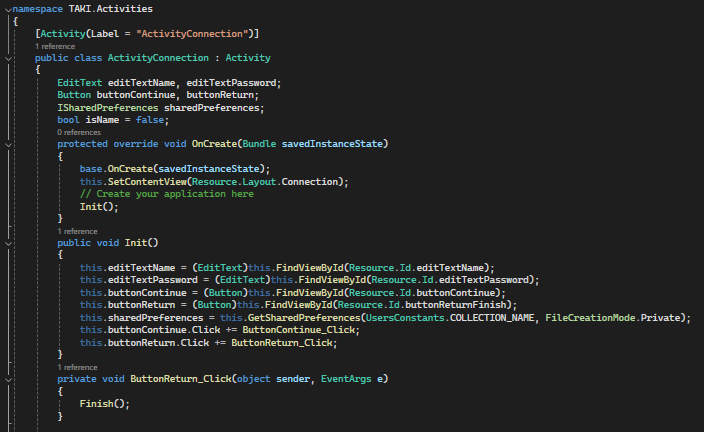 namespace TAKI.Activities
{
[Activity(Label = "ActivityConnection")]
1 reference
public class ActivityConnection : Activity
{
EditText editTextName, editTextPassword;
Button buttonContinue, buttonReturn;
ISharedPreferences sharedPreferences;
bool isName = false;
0 references
protected override void OnCreate(Bundle savedInstanceState)
{
base.OnCreate(savedInstanceState);
this.SetContentView(Resource.Layout.Connection);
// Create your application here
Init();
}
1 reference
public void Init()
{
this.editTextName = (EditText)this.FindViewById(Resource.Id.editTextName);
this.editTextPassword = (EditText)this.FindViewById(Resource.Id.editTextPassword);
this.buttonContinue = (Button)this.FindViewById(Resource.Id.buttonContinue);
this.buttonReturn = (Button)this.FindViewById(Resource.Id.buttonReturnFinish);
this.sharedPreferences = this.GetSharedPreferences(UsersConstants.COLLECTION_NAME, FileCreationMode.Private);
this.buttonContinue.Click += ButtonContinue_Click;
this.buttonReturn.Click += ButtonReturn_Click;
}
1 reference
private void ButtonReturn_Click(object sender, EventArgs e)
{
Finish();
}